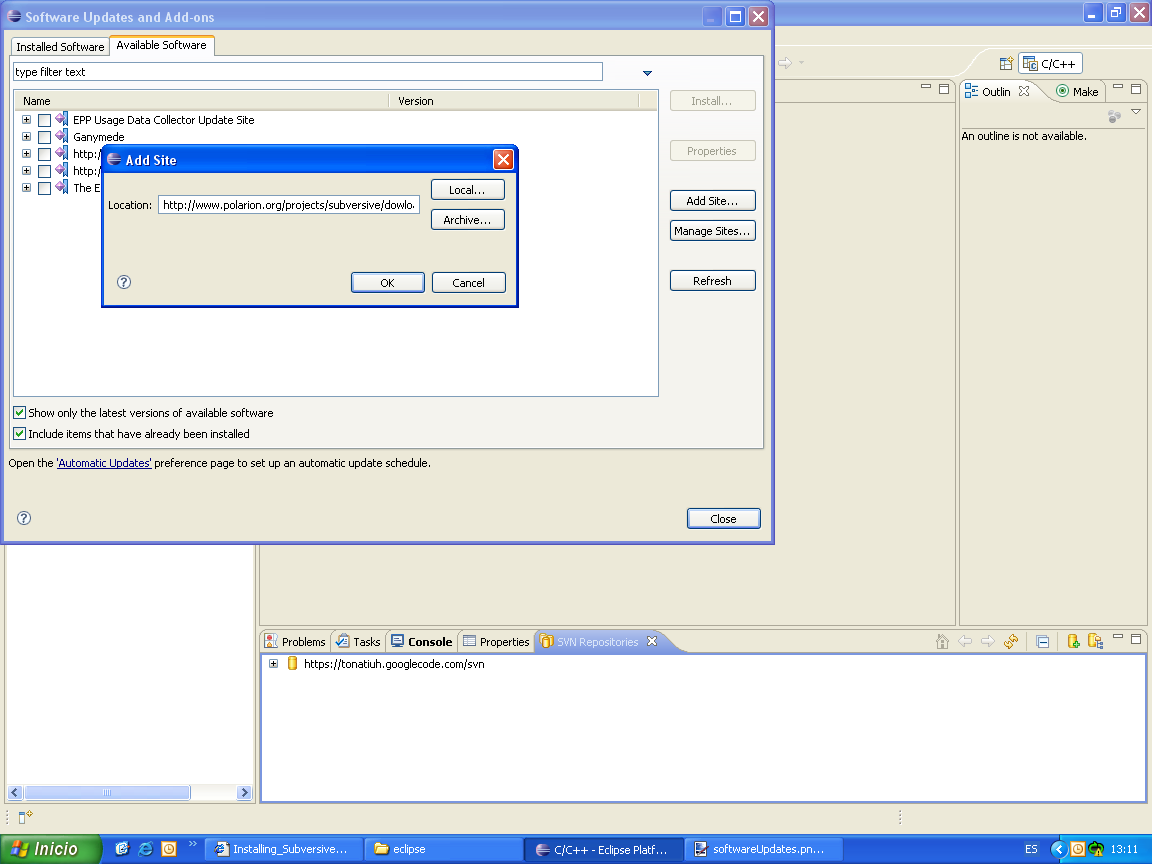 Software Updates and Add-ons
Installed Software
Available Software
type filter text
Name
Version
EPP Usage Data Collector Update Site
Ganymede
http:/
http:/
The E
Install...
Properties
Add Site...
Manage Sites...
Refresh
Add Site
Location:
http://www.polarion.org/projects/subversive/dowlo
Local...
Archive...
OK
Cancel
Show only the latest versions of available software
Include items that have already been installed
Open the 'Automatic Updates' preference page to set up an automatic update schedule.
Close
C/C++
Outlin
Make
An outline is not available.
Problems
Tasks
Console
Properties
SVN Repositories
https://tonatiuh.googlecode.com/svn
Inicio
Installing_Subversive...
eclipse
C/C++ - Eclipse Platf...
softwareUpdates.pn...
ES
13:11